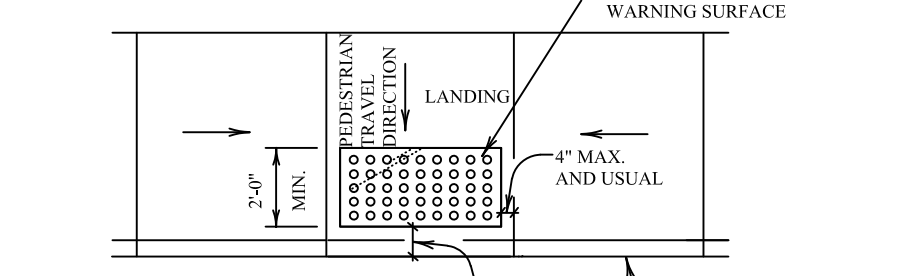 WARNING SURFACE
PEDESTRIAN
TRAVEL
DIRECTION
LANDING
4" MAX.
AND USUAL
2'-0"
MIN.